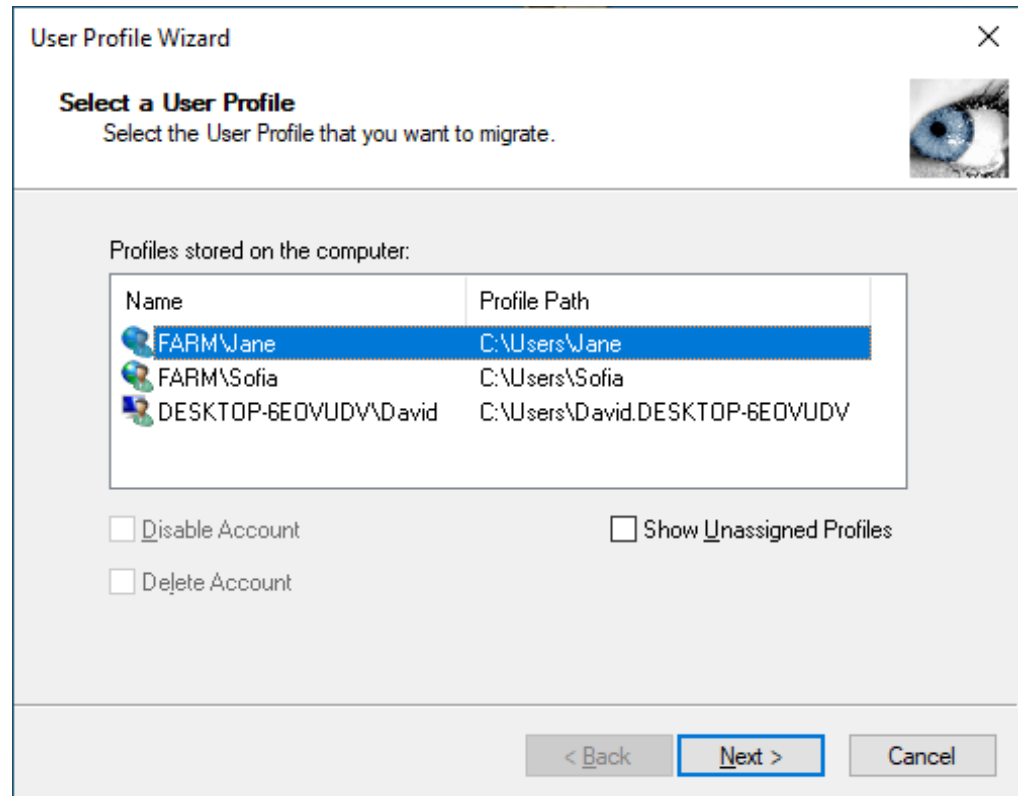 User Profile Wizard
Select a User Profile
Select the User Profile that you want to migrate.
Profiles stored on the computer:
Name Profile Path
FARM\Jane C:\Users\Jane
FARM\Sofia C:\Users\Sofia
DESKTOP-6EOVUDV\David C:\Users\David.DESKTOP-6EOVUDV
Disable Account Show Unassigned Profiles
Delete Account
< Back Next > Cancel